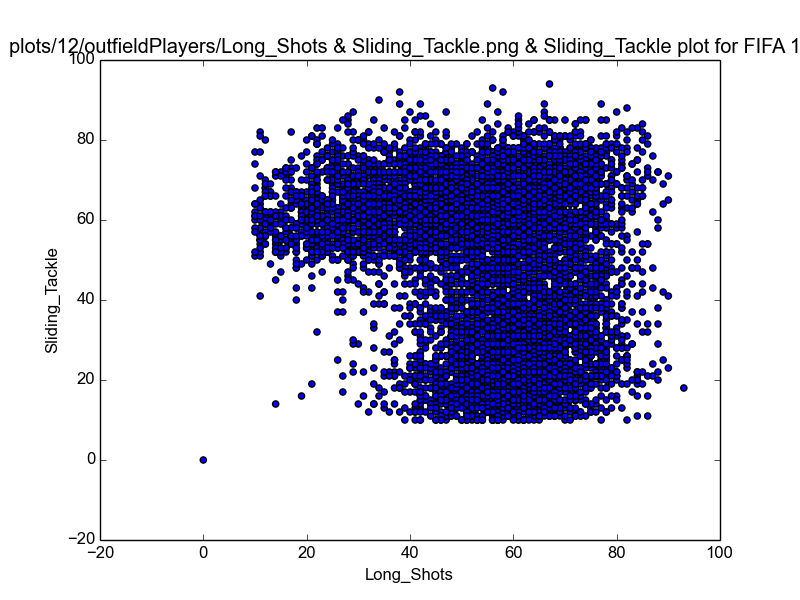 plots/12/outfieldPlayers/Long_Shots & Sliding_Tackle.png & Sliding_Tackle plot for FIFA 1
100
80
60
40
20
0
−20
Sliding_Tackle
−20 0 20 40 60 80 100
Long_Shots